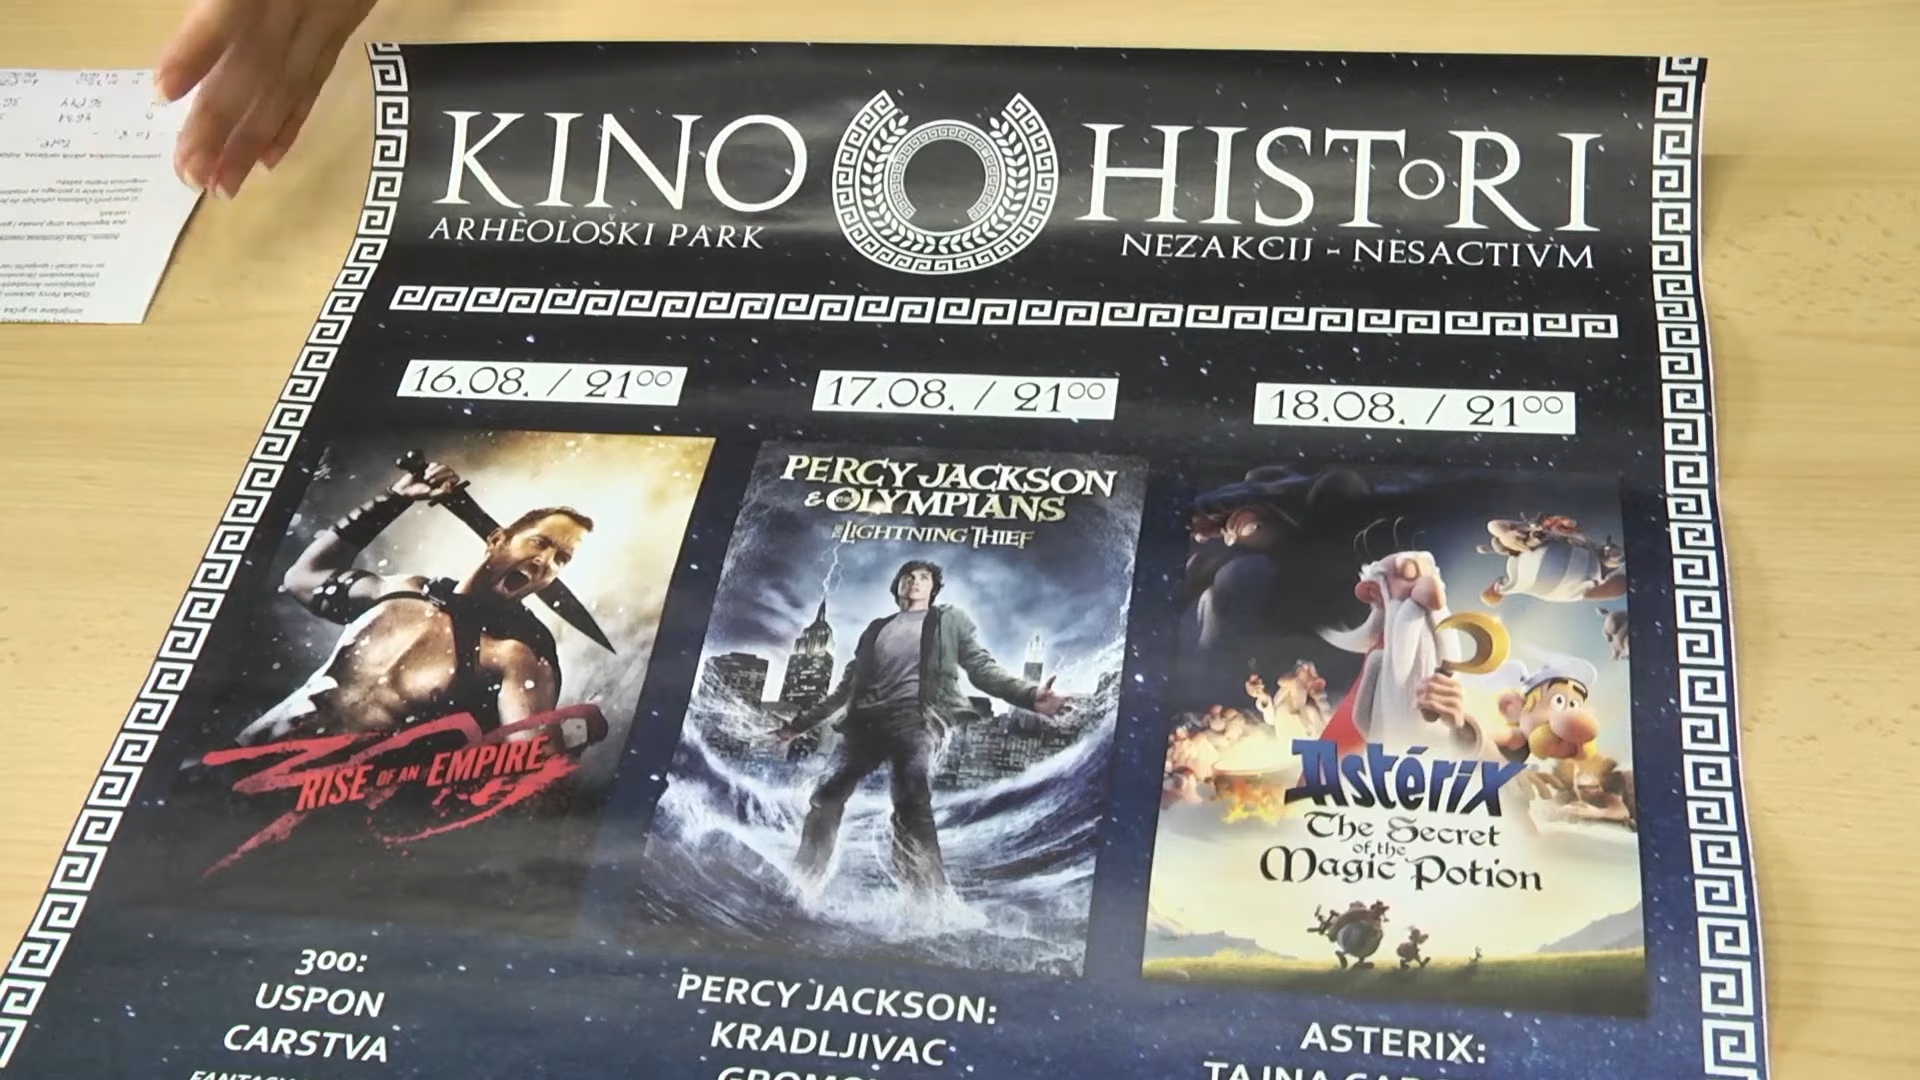 KINO HISTORI
ARHEOLOŠKI PARK
NEZAKCIJ - NESACTIVM
16.08. / 21⁰⁰
17.08. / 21⁰⁰
18.08. / 21⁰⁰
300
RISE OF AN EMPIRE
PERCY JACKSON
& THE OLYMPIANS
THE LIGHTNING THIEF
Astérix
The Secret
of the
Magic Potion
300:
USPON
CARSTVA
PERCY JACKSON:
KRADLJIVAC
ASTERIX:
TAJNA